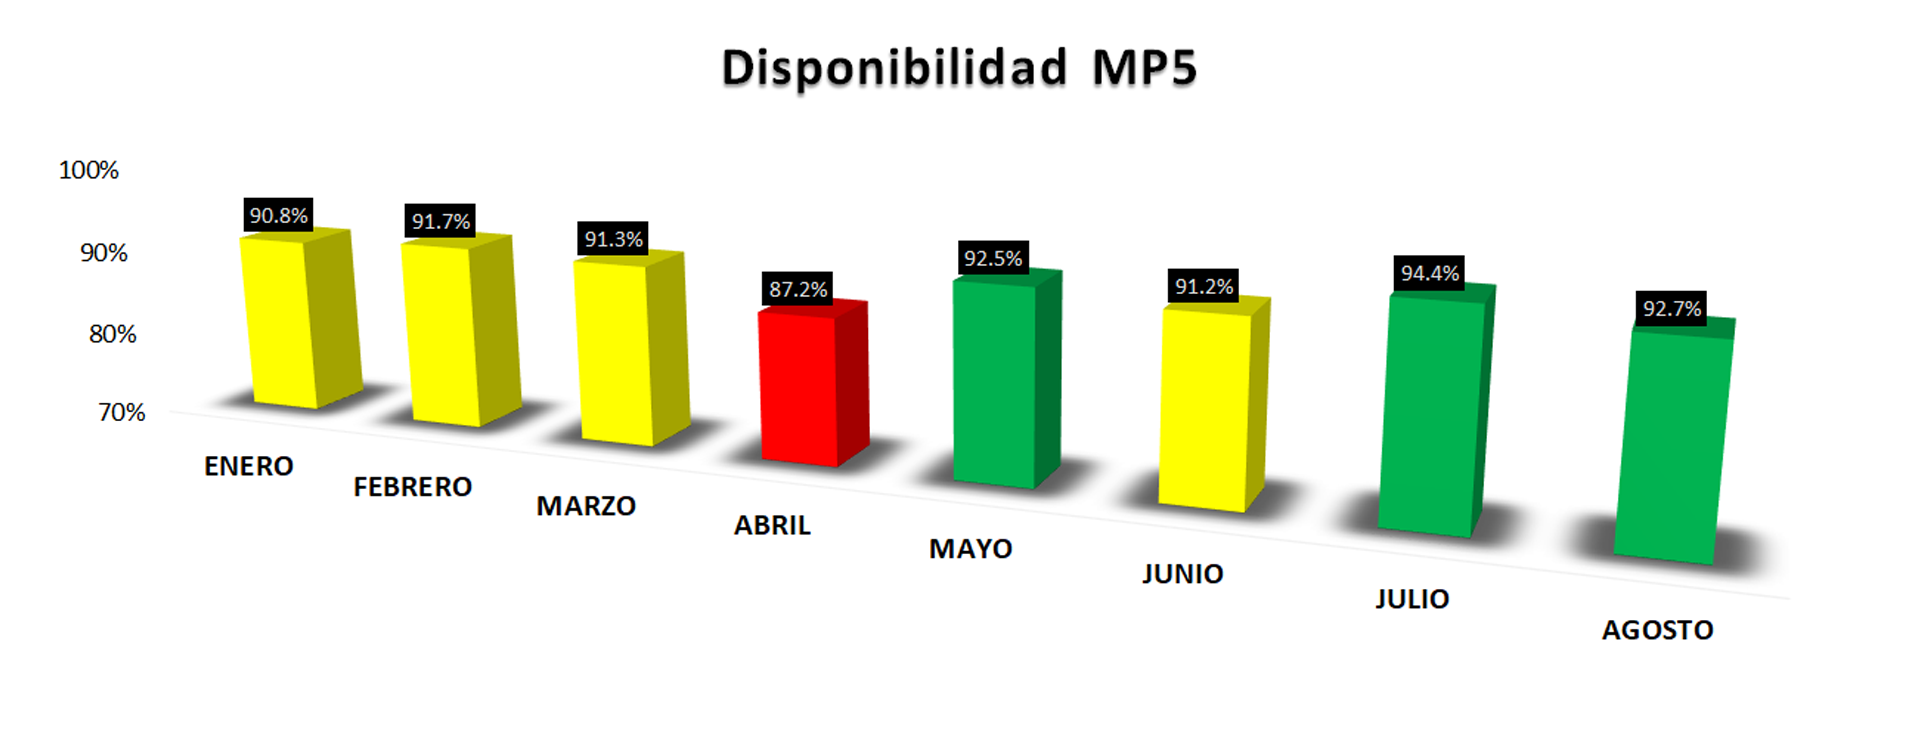 Disponibilidad MP5
100%
90%
80%
70%
90.8%
91.7%
91.3%
87.2%
92.5%
91.2%
94.4%
92.7%
ENERO
FEBRERO
MARZO
ABRIL
MAYO
JUNIO
JULIO
AGOSTO